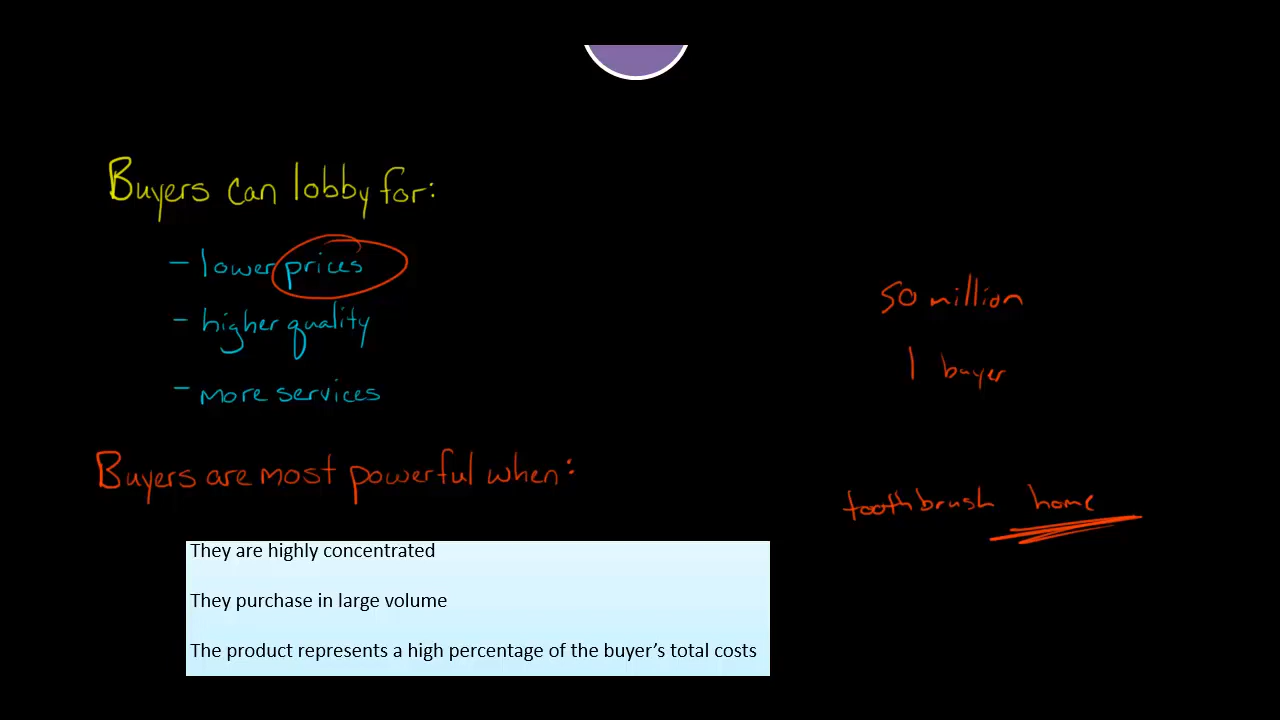 Buyers can lobby for:
- lower prices
- higher quality
- more services
50 million
1 buyer
Buyers are most powerful when:
toothbrush home
They are highly concentrated
They purchase in large volume
The product represents a high percentage of the buyer's total costs